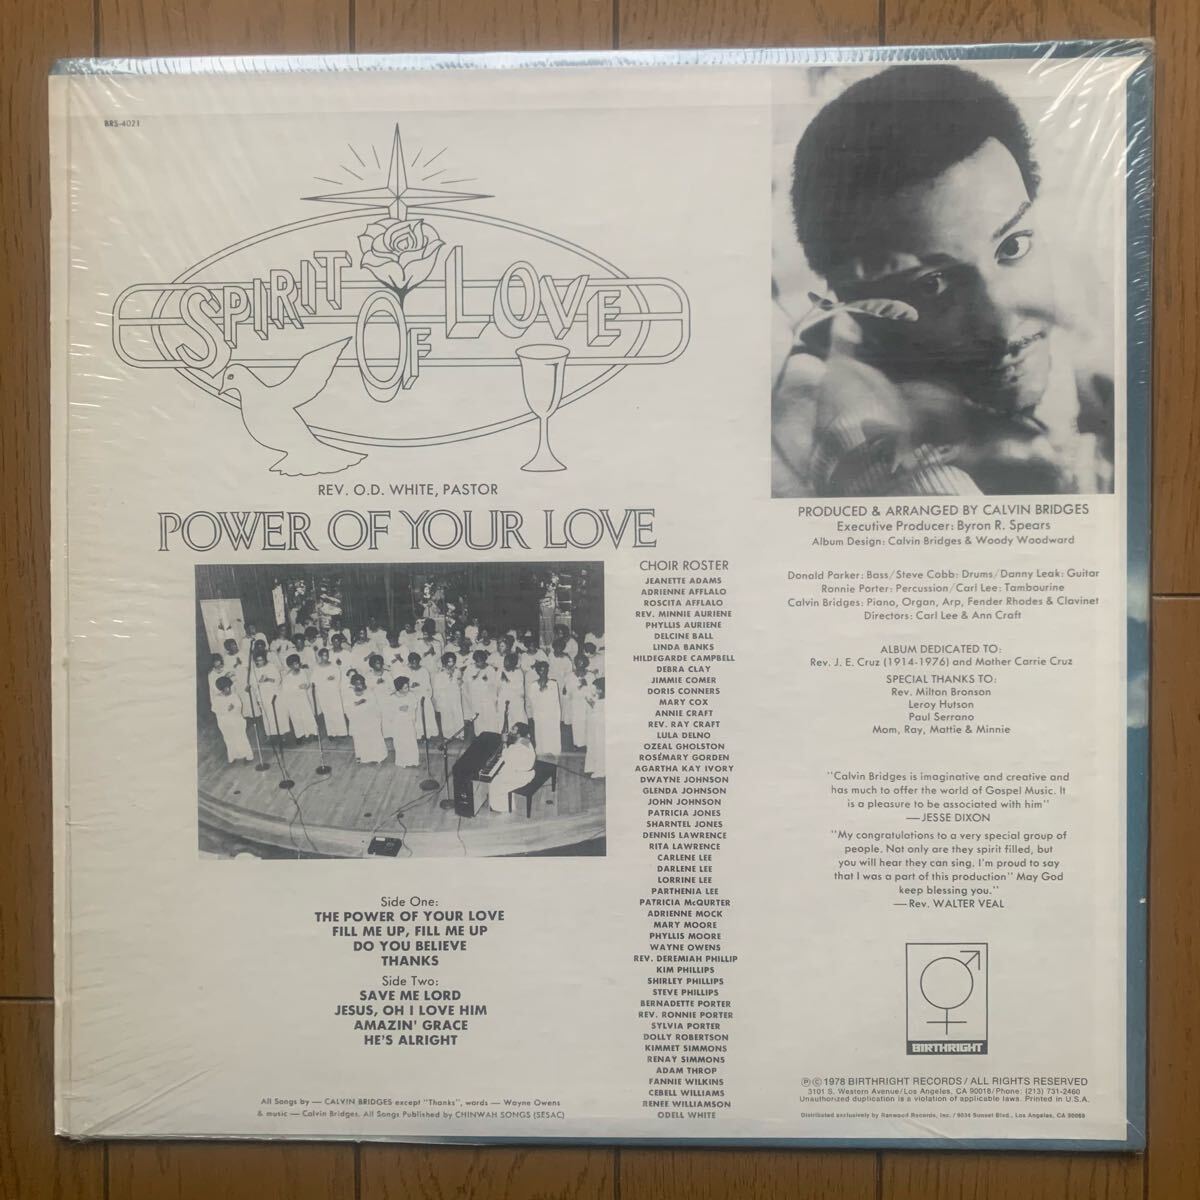 BRS-4021
SPIRIT OF LOVE
REV. O.D. WHITE, PASTOR
POWER OF YOUR LOVE
Side One:
THE POWER OF YOUR LOVE
FILL ME UP, FILL ME UP
DO YOU BELIEVE
THANKS
Side Two:
SAVE ME LORD
JESUS, OH I LOVE HIM
AMAZIN' GRACE
HE'S ALRIGHT
All Songs by — CALVIN BRIDGES except "Thanks", words — Wayne Owens
& music — Calvin Bridges. All Songs Published by CHINWAH SONGS (SESAC)
CHOIR ROSTER
JEANETTE ADAMS
ADRIENNE AFFLALO
ROSCITA AFFLALO
REV. MINNIE AURIENE
PHYLLIS AURIENE
DELCINE BALL
LINDA BANKS
HILDEGARDE CAMPBELL
DEBRA CLAY
JIMMIE COMER
DORIS CONNERS
MARY COX
ANNIE CRAFT
REV. RAY CRAFT
LULA DELNO
OZEAL GHOLSTON
ROSEMARY GORDEN
AGARTHA KAY IVORY
DWAYNE JOHNSON
GLENDA JOHNSON
JOHN JOHNSON
PATRICIA JONES
SHARNTEL JONES
DENNIS LAWRENCE
RITA LAWRENCE
CARLENE LEE
DARLENE LEE
LORRINE LEE
PARTHENIA LEE
PATRICIA McQURTER
ADRIENNE MOCK
MARY MOORE
PHYLLIS MOORE
WAYNE OWENS
REV. DEREMIAH PHILLIP
KIM PHILLIPS
SHIRLEY PHILLIPS
STEVE PHILLIPS
BERNADETTE PORTER
REV. RONNIE PORTER
SYLVIA PORTER
DOLLY ROBERTSON
KIMMET SIMMONS
RENAY SIMMONS
ADAM THROP
FANNIE WILKINS
CEBELL WILLIAMS
RENEE WILLIAMSON
ODELL WHITE
PRODUCED & ARRANGED BY CALVIN BRIDGES
Executive Producer: Byron R. Spears
Album Design: Calvin Bridges & Woody Woodward
Donald Parker: Bass/Steve Cobb: Drums/Danny Leak: Guitar
Ronnie Porter: Percussion/Carl Lee: Tambourine
Calvin Bridges: Piano, Organ, Arp, Fender Rhodes & Clavinet
Directors: Carl Lee & Ann Craft
ALBUM DEDICATED TO:
Rev. J. E. Cruz (1914-1976) and Mother Carrie Cruz
SPECIAL THANKS TO:
Rev. Milton Bronson
Leroy Hutson
Paul Serrano
Mom, Ray, Mattie & Minnie
"Calvin Bridges is imaginative and creative and
has much to offer the world of Gospel Music. It
is a pleasure to be associated with him"
—JESSE DIXON
"My congratulations to a very special group of
people. Not only are they spirit filled, but
you will hear they can sing. I'm proud to say
that I was a part of this production" May God
keep blessing you."
—Rev. WALTER VEAL
BIRTHRIGHT
℗ © 1978 BIRTHRIGHT RECORDS/ALL RIGHTS RESERVED
3101 S. Western Avenue/Los Angeles, CA 90018/Phone: (213) 731-2460
Unauthorized duplication is a violation of applicable laws. Printed in U.S.A.
Distributed exclusively by Ranwood Records, Inc. / 9034 Sunset Blvd., Los Angeles, CA 90069